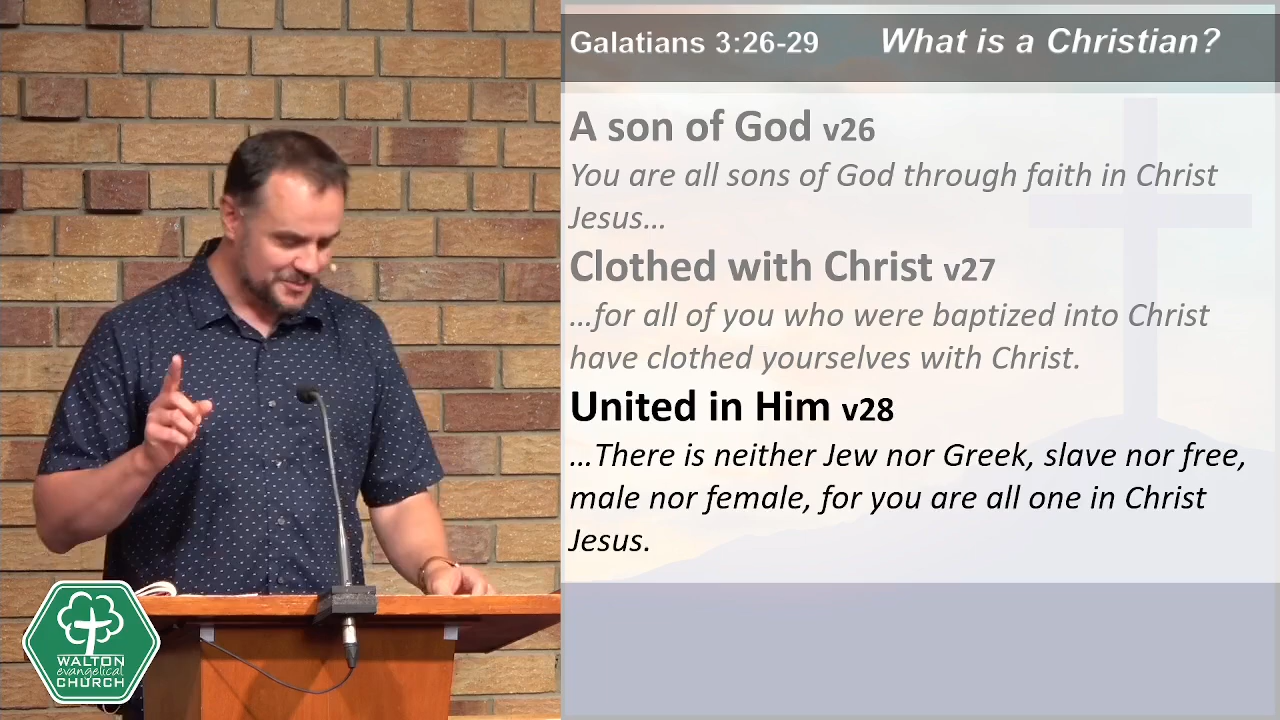 Galatians 3:26-29 What is a Christian?
A son of God v26
You are all sons of God through faith in Christ
Jesus…
Clothed with Christ v27
…for all of you who were baptized into Christ
have clothed yourselves with Christ.
United in Him v28
…There is neither Jew nor Greek, slave nor free,
male nor female, for you are all one in Christ
Jesus.
WALTON
evangelical
CHURCH